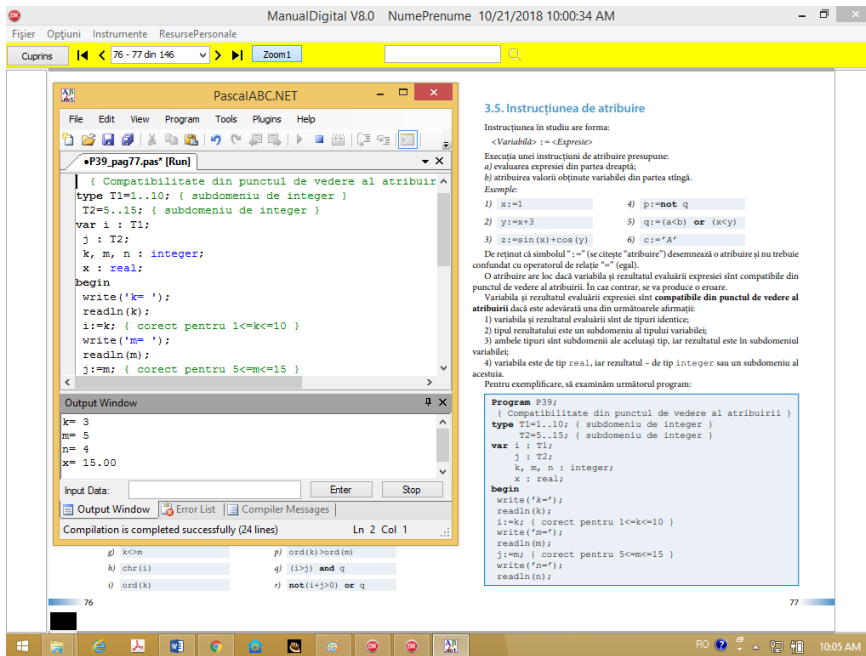 ManualDigital V8.0 NumePrenume 10/21/2018 10:00:34 AM
Fișier Opțiuni Instrumente ResursePersonale
Cuprins 76 - 77 din 146 Zoom1
PascalABC.NET
File Edit View Program Tools Plugins Help
•P39_pag77.pas* [Run]
{ Compatibilitate din punctul de vedere al atribuir
type T1=1..10; { subdomeniu de integer }
T2=5..15; { subdomeniu de integer }
var i : T1;
j : T2;
k, m, n : integer;
x : real;
begin
write('k= ');
readln(k);
i:=k; { corect pentru 1<=k<=10 }
write('m= ');
readln(m);
j:=m; { corect pentru 5<=m<=15 }
Output Window
k= 3
m= 5
n= 4
x= 15.00
Input Data: Enter Stop
Output Window Error List Compiler Messages
Compilation is completed successfully (24 lines) Ln 2 Col 1
g) k<>m p) ord(k)>ord(m)
h) chr(i) q) (i>j) and q
i) ord(k) r) not(i+j>0) or q
76
3.5. Instrucțiunea de atribuire
Instrucțiunea în studiu are forma:
<Variabilă> := <Expresie>
Execuția unei instrucțiuni de atribuire presupune:
a) evaluarea expresiei din partea dreaptă;
b) atribuirea valorii obținute variabilei din partea stîngă.
Exemple:
1) x:=1 4) p:=not q
2) y:=x+3 5) q:=(a<b) or (x<y)
3) z:=sin(x)+cos(y) 6) c:='A'
De reținut că simbolul ":=" (se citește "atribuire") desemnează o atribuire și nu trebuie
confundat cu operatorul de relație "=" (egal).
O atribuire are loc dacă variabila și rezultatul evaluării expresiei sînt compatibile din
punctul de vedere al atribuirii. În caz contrar, se va produce o eroare.
Variabila și rezultatul evaluării expresiei sînt compatibile din punctul de vedere al
atribuirii dacă este adevărată una din următoarele afirmații:
1) variabila și rezultatul evaluării sînt de tipuri identice;
2) tipul rezultatului este un subdomeniu al tipului variabilei;
3) ambele tipuri sînt subdomenii ale aceluiași tip, iar rezultatul este în subdomeniul
variabilei;
4) variabila este de tip real, iar rezultatul – de tip integer sau un subdomeniu al
acestuia.
Pentru exemplificare, să examinăm următorul program:
Program P39;
{ Compatibilitate din punctul de vedere al atribuirii }
type T1=1..10; { subdomeniu de integer }
T2=5..15; { subdomeniu de integer }
var i : T1;
j : T2;
k, m, n : integer;
x : real;
begin
write('k=');
readln(k);
i:=k; { corect pentru 1<=k<=10 }
write('m=');
readln(m);
j:=m; { corect pentru 5<=m<=15 }
write('n=');
readln(n);
77
RO 10:05 AM